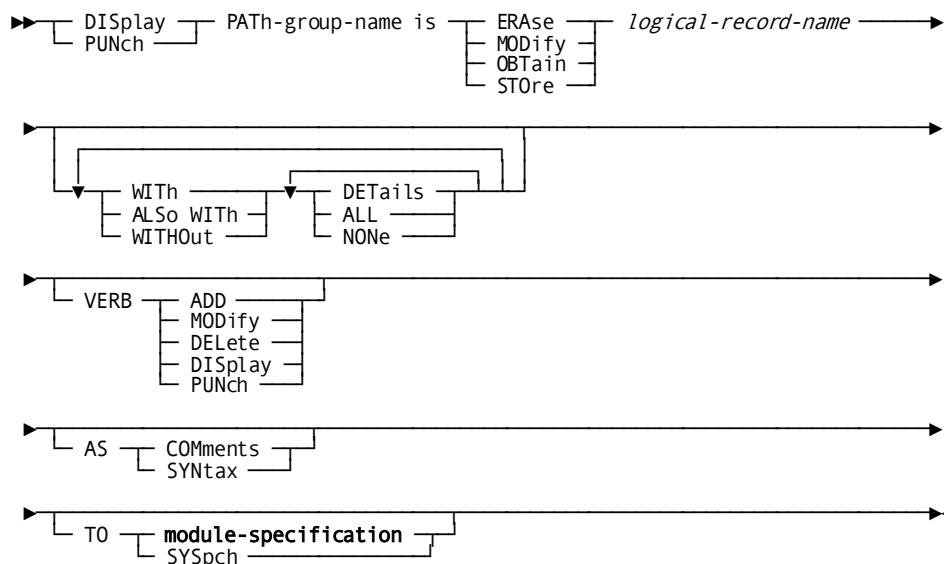 DISplay PATh-group-name is ERAse logical-record-name
PUNch MODify
OBTain
STOre
WITh DETails
ALSo WITh ALL
WITHOut NONe
VERB ADD
MODify
DELete
DISplay
PUNch
AS COMments
SYNtax
TO module-specification
SYSpch